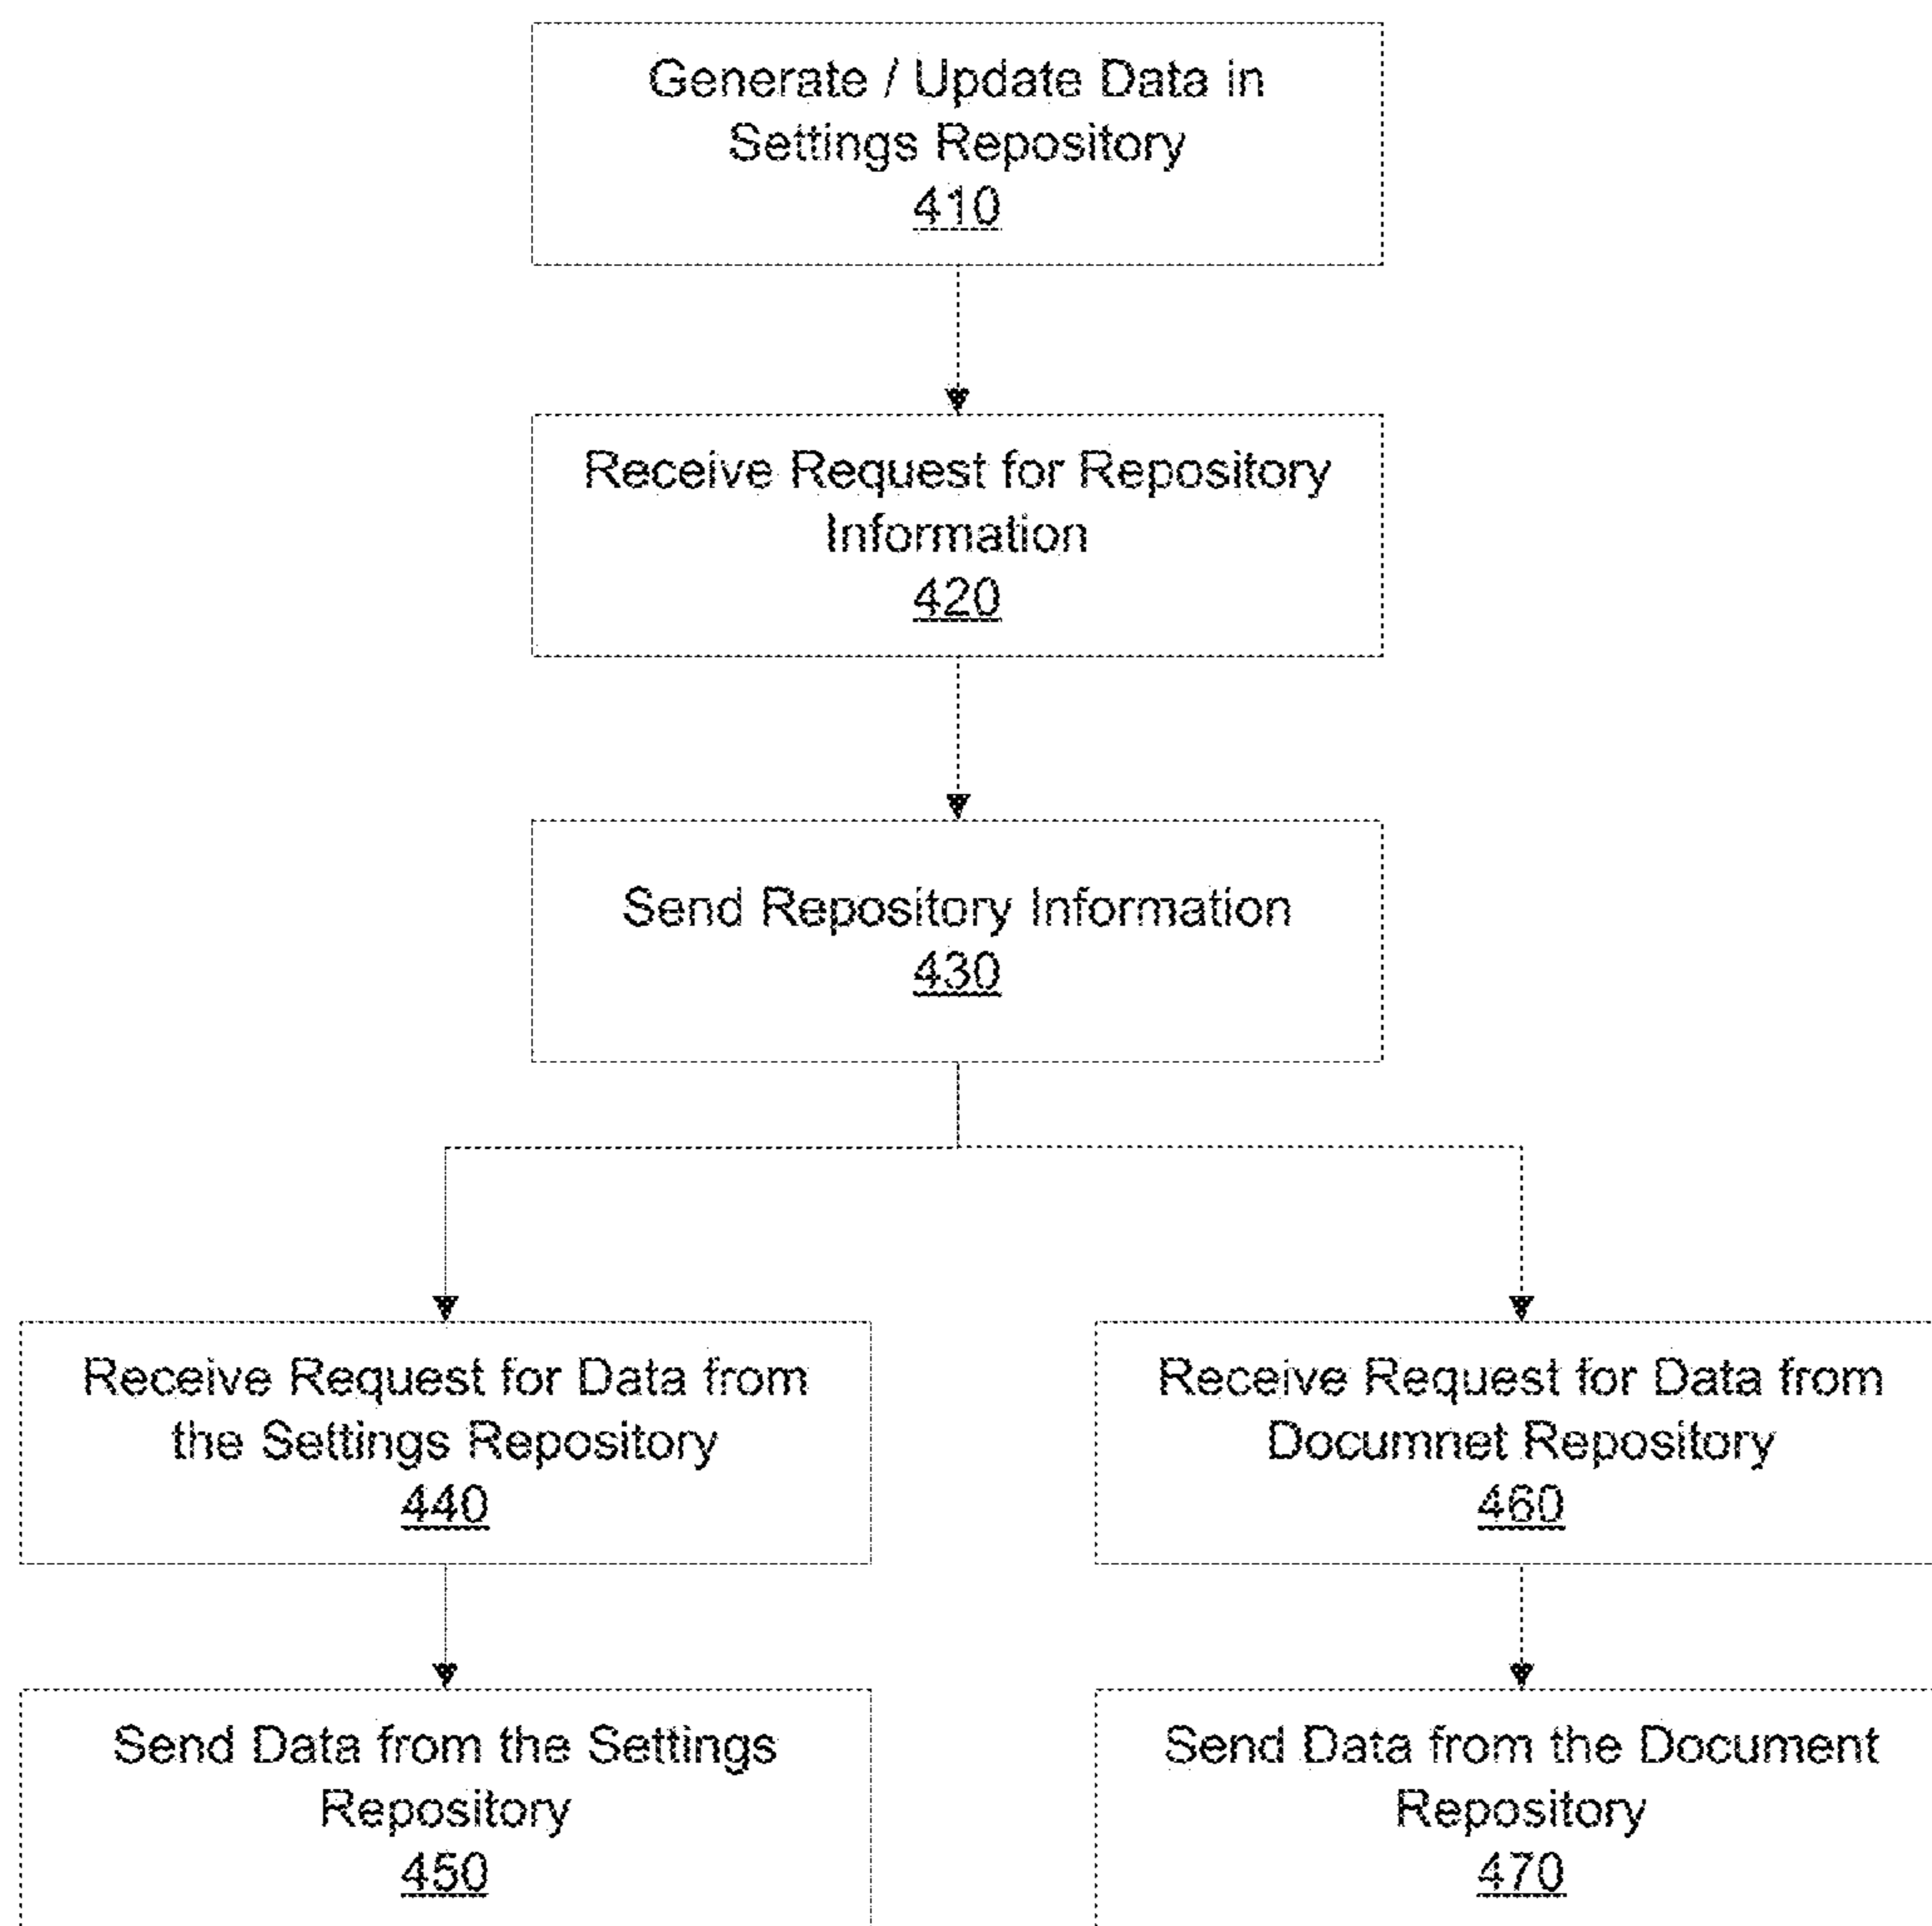 Generate / Update Data in
Settings Repository
410
Receive Request for Repository
Information
420
Send Repository Information
430
Receive Request for Data from
the Settings Repository
440
Receive Request for Data from
Documnet Repository
460
Send Data from the Settings
Repository
450
Send Data from the Document
Repository
470